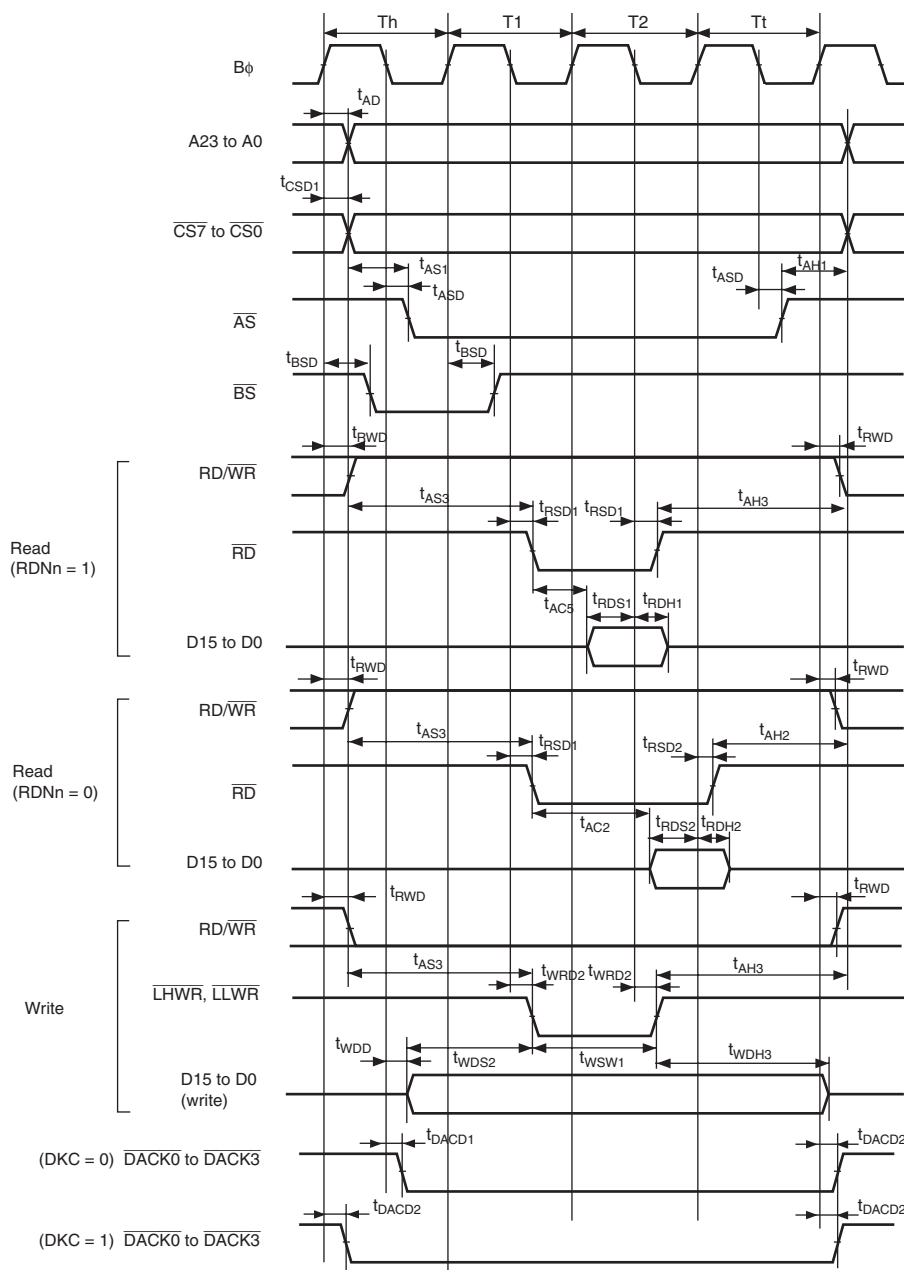 Th T1 T2 Tt
Bφ
tAD
A23 to A0
tCSD1
CS7 to CS0
tAS1 tASD tAH1
tASD
AS
tBSD tBSD
BS
tRWD tRWD
RD/WR
tAS3 tRSD1 tRSD1 tAH3
Read
(RDNn = 1)
RD
tAC5 tRDS1 tRDH1
D15 to D0
tRWD tRWD
RD/WR
tAS3 tRSD1 tRSD2 tAH2
Read
(RDNn = 0)
RD
tAC2 tRDS2 tRDH2
D15 to D0
tRWD tRWD
RD/WR
tAS3 tWRD2 tWRD2 tAH3
LHWR, LLWR
Write
tWDD tWDS2 tWSW1 tWDH3
D15 to D0
(write)
tDACD1 tDACD2
(DKC = 0) DACK0 to DACK3
tDACD2 tDACD2
(DKC = 1) DACK0 to DACK3